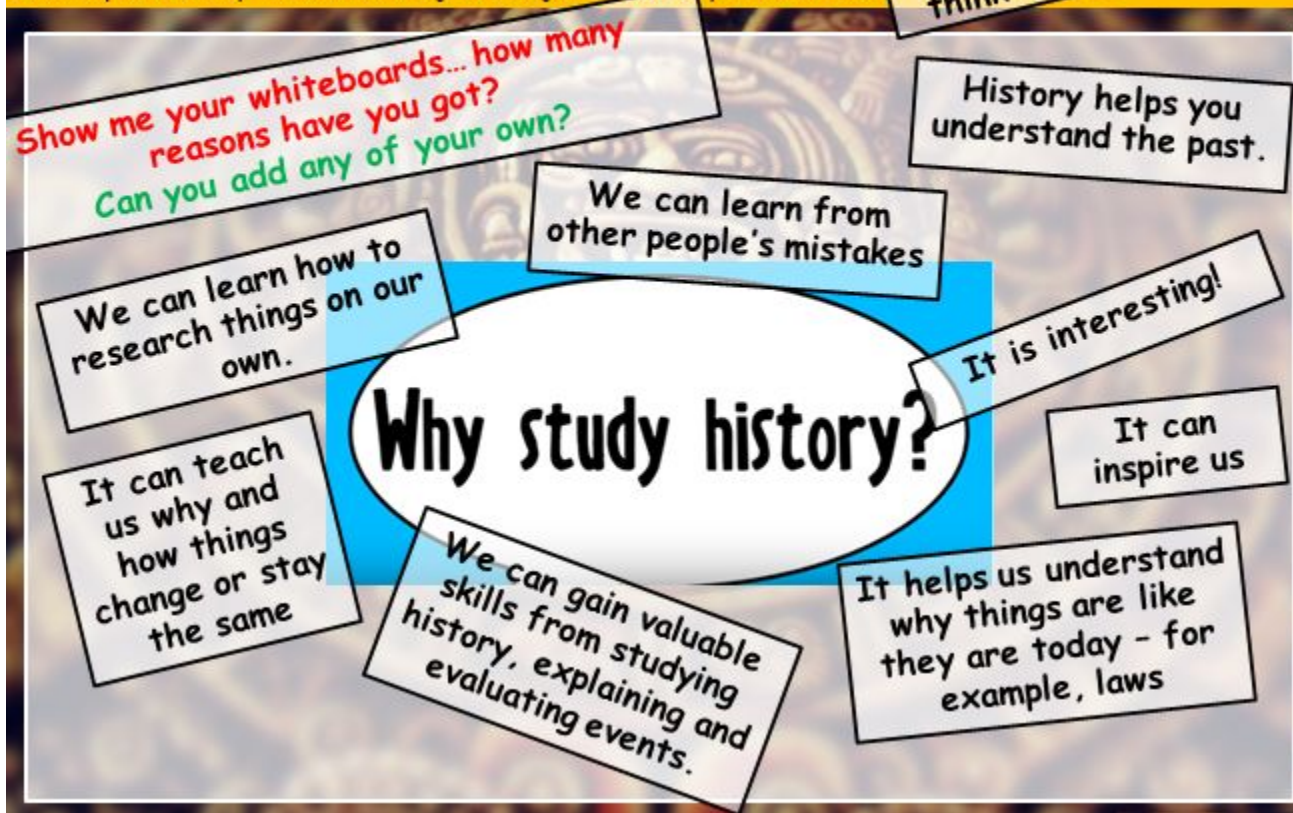 Show me your whiteboards... how many
reasons have you got?
Can you add any of your own?
History helps you
understand the past.
We can learn from
other people's mistakes
We can learn how to
research things on our
own.
It is interesting!
Why study history?
It can
inspire us
It can teach
us why and
how things
change or stay
the same
We can gain valuable
skills from studying
history, explaining and
evaluating events.
It helps us understand
why things are like
they are today – for
example, laws